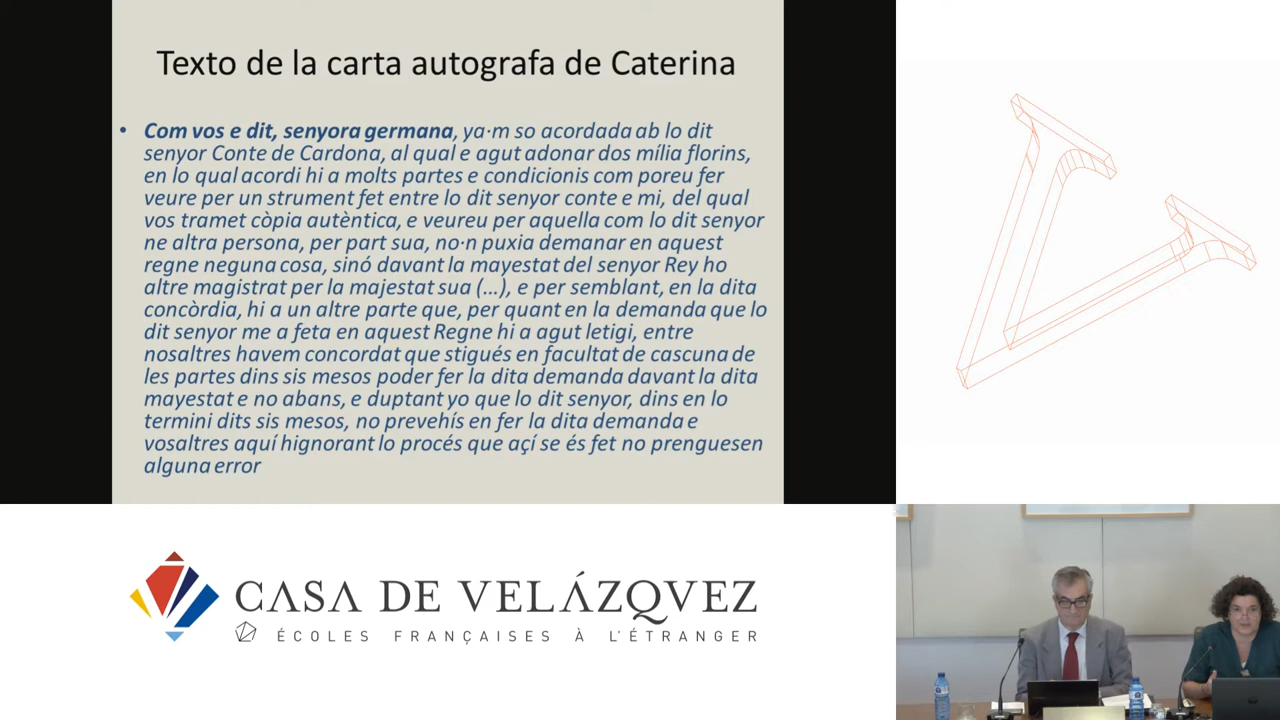 Texto de la carta autografa de Caterina
• Com vos e dit, senyora germana, ya·m so acordada ab lo dit
senyor Conte de Cardona, al qual e agut adonar dos mília florins,
en lo qual acordi hi a molts partes e condicionis com poreu fer
veure per un strument fet entre lo dit senyor conte e mi, del qual
vos tramet còpia autèntica, e veureu per aquella com lo dit senyor
ne altra persona, per part sua, no·n puxia demanar en aquest
regne neguna cosa, sinó davant la mayestat del senyor Rey ho
altre magistrat per la majestat sua (...), e per semblant, en la dita
concòrdia, hi a un altre parte que, per quant en la demanda que lo
dit senyor me a feta en aquest Regne hi a agut letigi, entre
nosaltres havem concordat que stigués en facultat de cascuna de
les partes dins sis mesos poder fer la dita demanda davant la dita
mayestat e no abans, e duptant yo que lo dit senyor, dins en lo
termini dits sis mesos, no prevehís en fer la dita demanda e
vosaltres aquí hignorant lo procés que açí se és fet no prenguesen
alguna error
CASA DE VELÁZQVEZ
ÉCOLES FRANÇAISES À L'ÉTRANGER